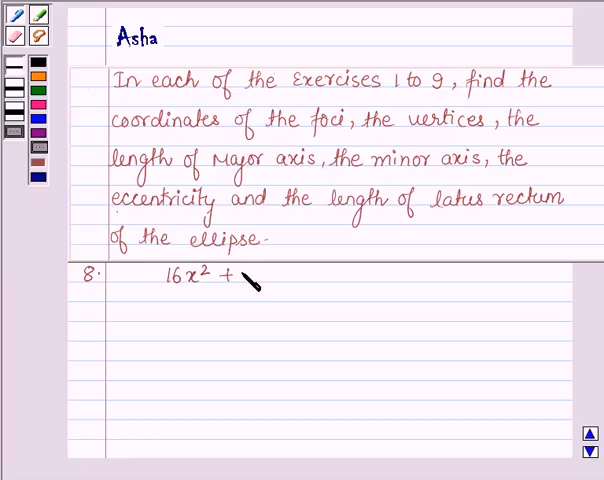 Asha
In each of the Exercises 1 to 9, find the
coordinates of the foci, the vertices, the
length of Major axis, the minor axis, the
eccentricity and the length of latus rectum
of the ellipse.
8. 16x² +